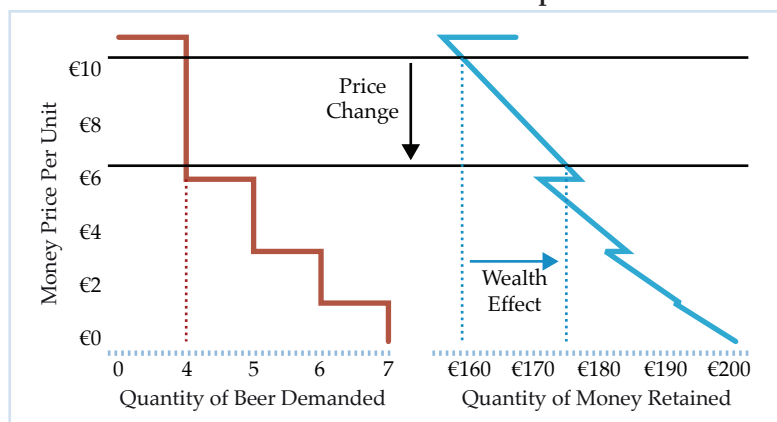 €10
€8
€6
€4
€2
€0
Money Price Per Unit
Price
Change
Wealth
Effect
0 4 5 6 7
€160 €170 €180 €190 €200
Quantity of Beer Demanded
Quantity of Money Retained